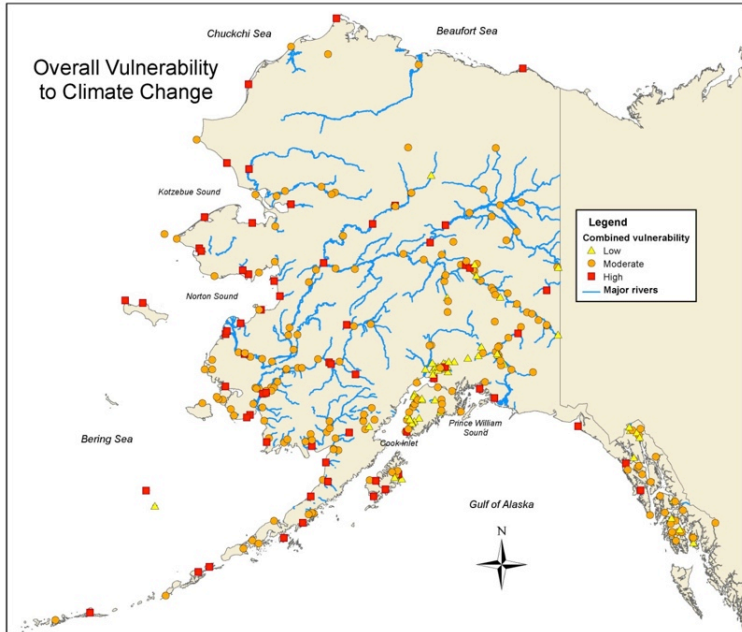 Chuckchi Sea
Beaufort Sea
Overall Vulnerability
to Climate Change
Kotzebue Sound
Legend
Combined vulnerability
Low
Moderate
High
Major rivers
Norton Sound
Prince William
Sound
Cook Inlet
Bering Sea
Gulf of Alaska
N